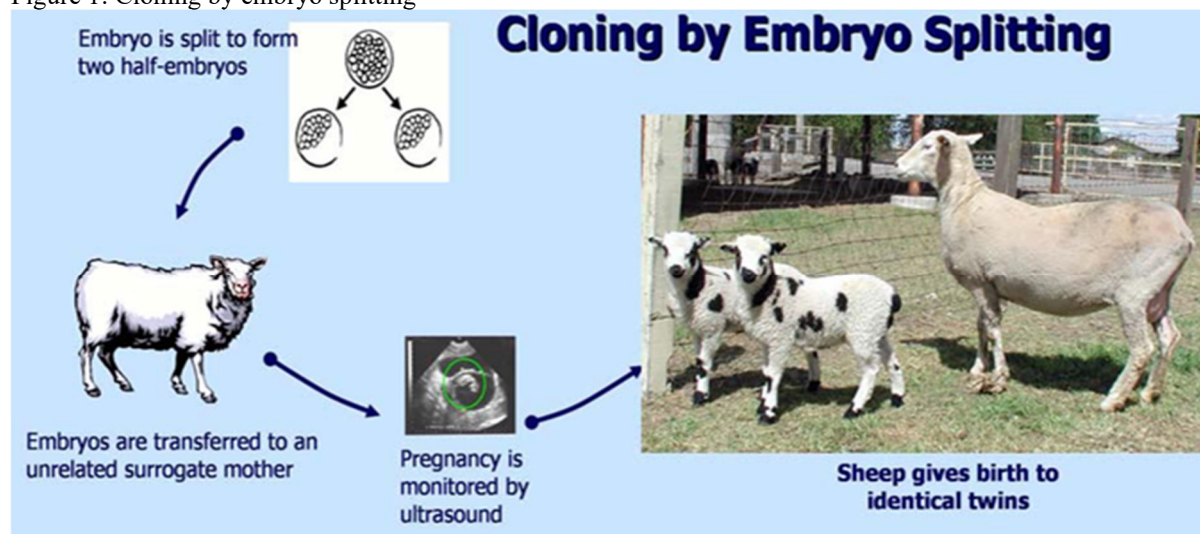 Figure 1: Cloning by embryo splitting
Cloning by Embryo Splitting
Embryo is split to form
two half-embryos
Embryos are transferred to an
unrelated surrogate mother
Pregnancy is
monitored by
ultrasound
Sheep gives birth to
identical twins